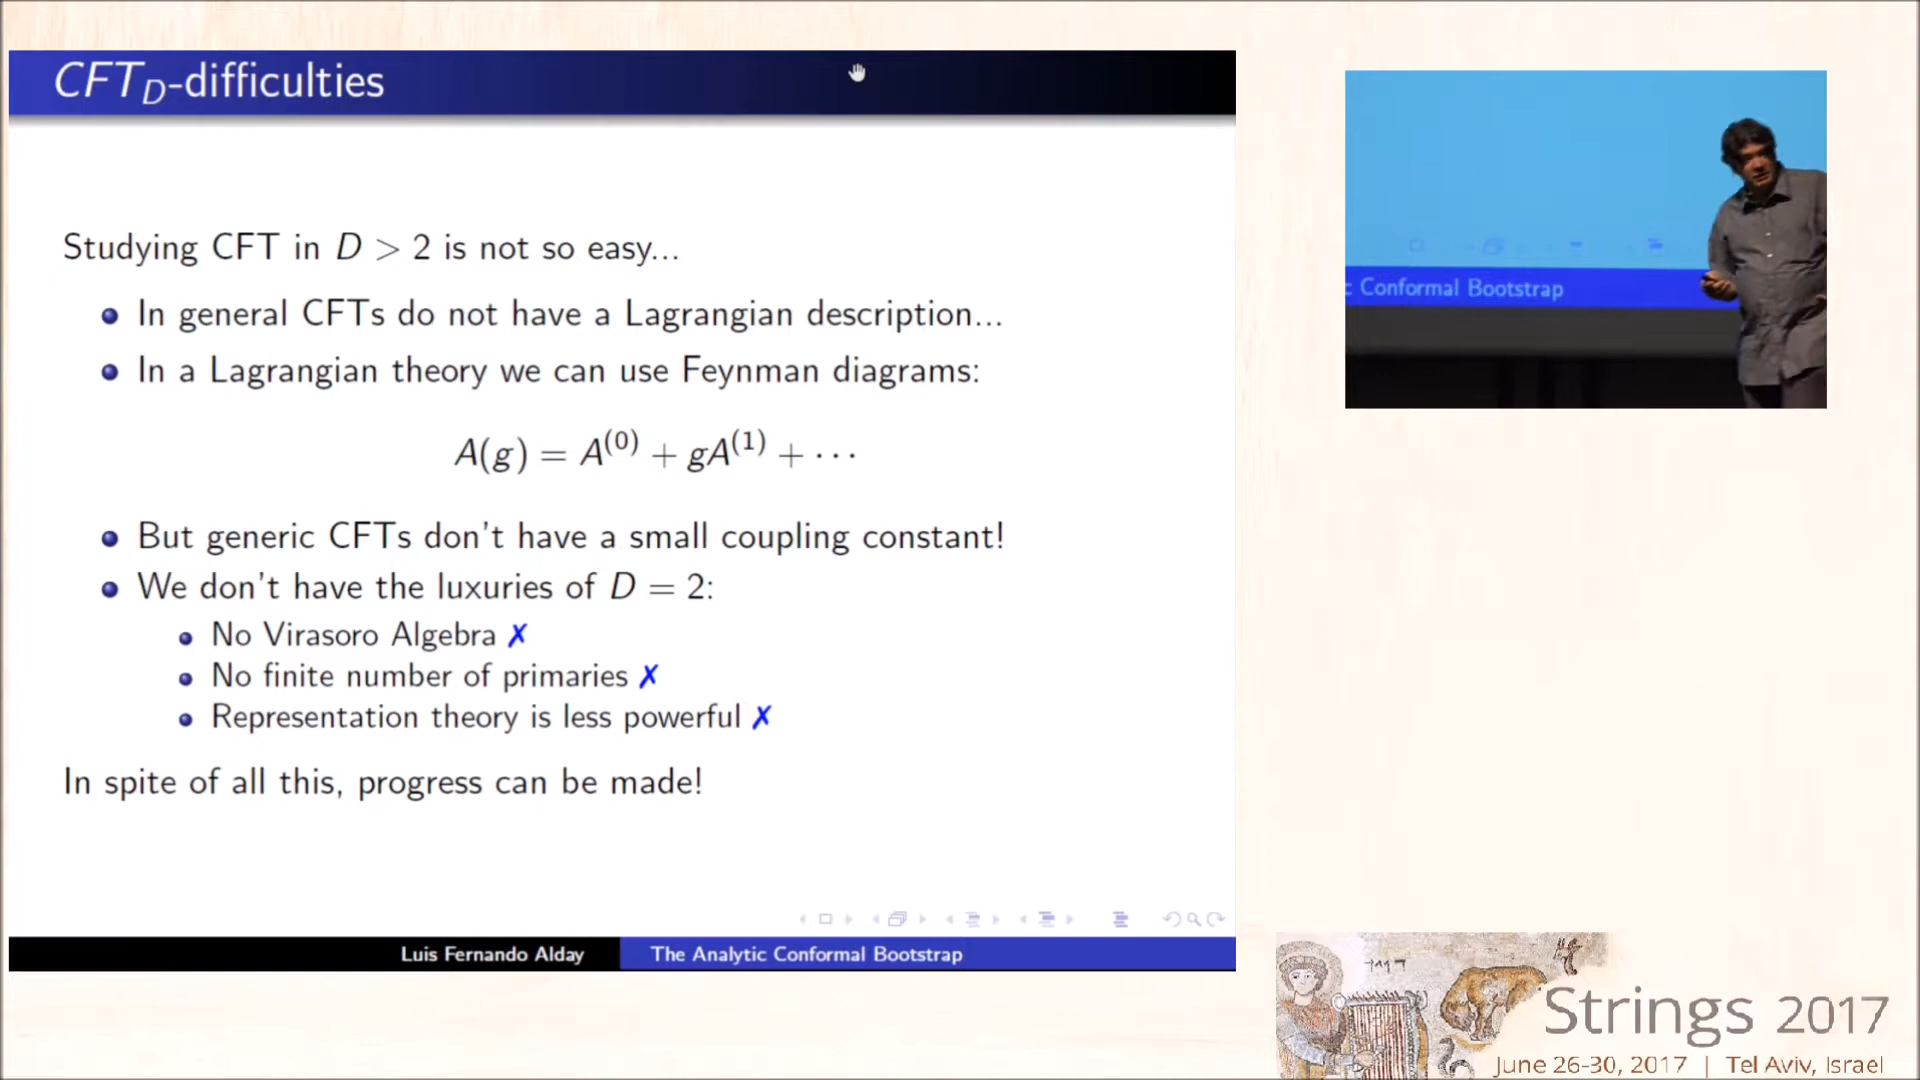 CFT_D-difficulties
Studying CFT in D > 2 is not so easy...
In general CFTs do not have a Lagrangian description...
In a Lagrangian theory we can use Feynman diagrams:
A(g) = A^(0) + gA^(1) + ···
But generic CFTs don't have a small coupling constant!
We don't have the luxuries of D = 2:
No Virasoro Algebra ✗
No finite number of primaries ✗
Representation theory is less powerful ✗
In spite of all this, progress can be made!
Luis Fernando Alday
The Analytic Conformal Bootstrap
c Conformal Bootstrap
Strings 2017
June 26-30, 2017 | Tel Aviv, Israel